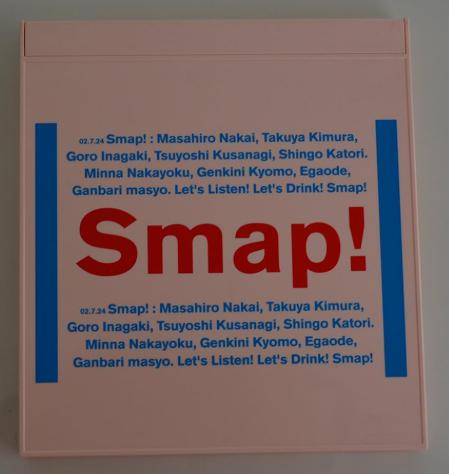 02.7.24 Smap! : Masahiro Nakai, Takuya Kimura,
Goro Inagaki, Tsuyoshi Kusanagi, Shingo Katori.
Minna Nakayoku, Genkini Kyomo, Egaode,
Ganbari masyo. Let's Listen! Let's Drink! Smap!
Smap!
02.7.24 Smap! : Masahiro Nakai, Takuya Kimura,
Goro Inagaki, Tsuyoshi Kusanagi, Shingo Katori.
Minna Nakayoku, Genkini Kyomo, Egaode,
Ganbari masyo. Let's Listen! Let's Drink! Smap!